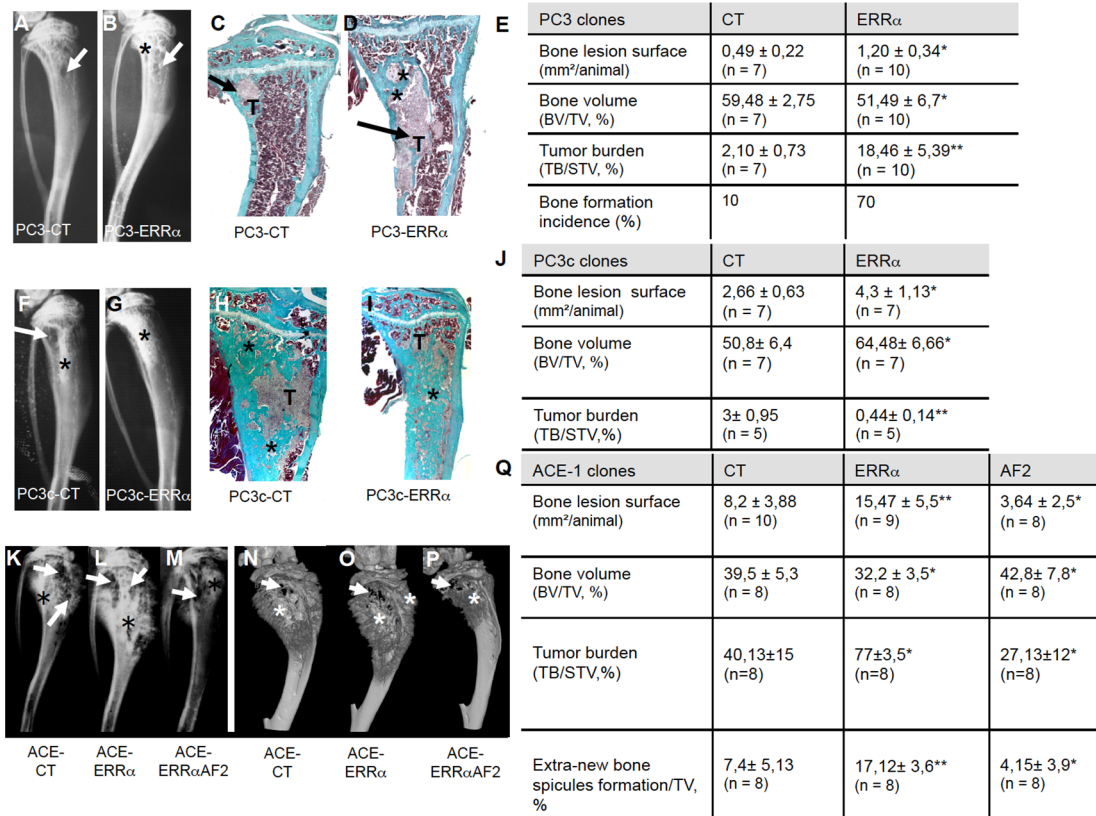 A
B
C
D
E
* 
T
* *
T
PC3-CT
PC3-ERRα
PC3-CT
PC3-ERRα
PC3 clones CT ERRα
Bone lesion surface 0,49 ± 0,22 1,20 ± 0,34*
(mm²/animal) (n = 7) (n = 10)
Bone volume 59,48 ± 2,75 51,49 ± 6,7*
(BV/TV, %) (n = 7) (n = 10)
Tumor burden 2,10 ± 0,73 18,46 ± 5,39**
(TB/STV, %) (n = 7) (n = 10)
Bone formation 10 70
incidence (%)
F
G
H
I
J
*
*
* T *
T *
PC3c-CT
PC3c-ERRα
PC3c-CT
PC3c-ERRα
PC3c clones CT ERRα
Bone lesion surface 2,66 ± 0,63 4,3 ± 1,13*
(mm²/animal) (n = 7) (n = 7)
Bone volume 50,8± 6,4 64,48± 6,66*
(BV/TV, %) (n = 7) (n = 7)
Tumor burden 3± 0,95 0,44± 0,14**
(TB/STV,%) (n = 5) (n = 5)
K
L
M
N
O
P
Q
*
*
*
*
* *
*
ACE-
CT
ACE-
ERRα
ACE-
ERRαAF2
ACE-
CT
ACE-
ERRα
ACE-
ERRαAF2
ACE-1 clones CT ERRα AF2
Bone lesion surface 8,2 ± 3,88 15,47 ± 5,5** 3,64 ± 2,5*
(mm²/animal) (n = 10) (n = 9) (n = 8)
Bone volume 39,5 ± 5,3 32,2 ± 3,5* 42,8± 7,8*
(BV/TV, %) (n = 8) (n = 8) (n = 8)
Tumor burden 40,13±15 77±3,5* 27,13±12*
(TB/STV,%) (n=8) (n=8) (n=8)
Extra-new bone 7,4± 5,13 17,12± 3,6** 4,15± 3,9*
spicules formation/TV, (n = 8) (n = 8) (n = 8)
%